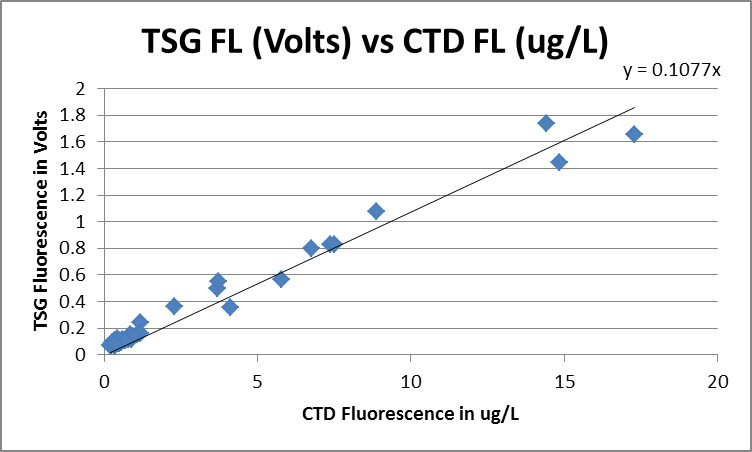 TSG FL (Volts) vs CTD FL (ug/L)
y = 0.1077x
2
1.8
1.6
1.4
1.2
1
0.8
0.6
0.4
0.2
0
TSG Fluorescence in Volts
0 5 10 15 20
CTD Fluorescence in ug/L